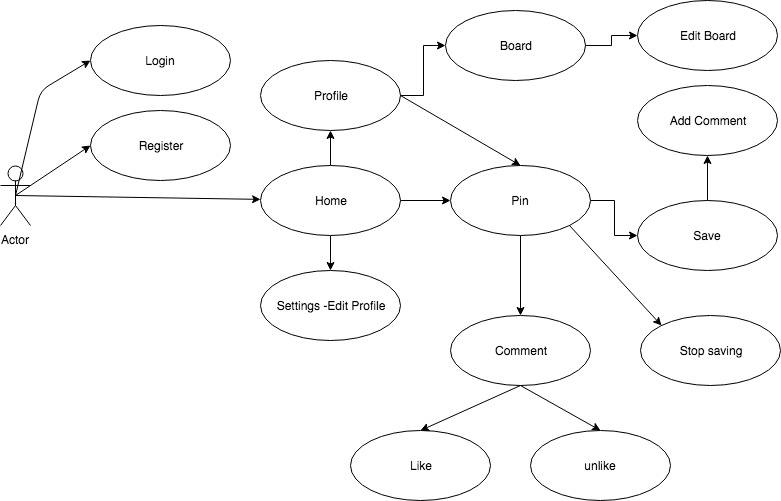 Edit Board
Board
Login
Profile
Add Comment
Register
Home
Pin
Actor
Save
Settings -Edit Profile
Comment
Stop saving
Like
unlike